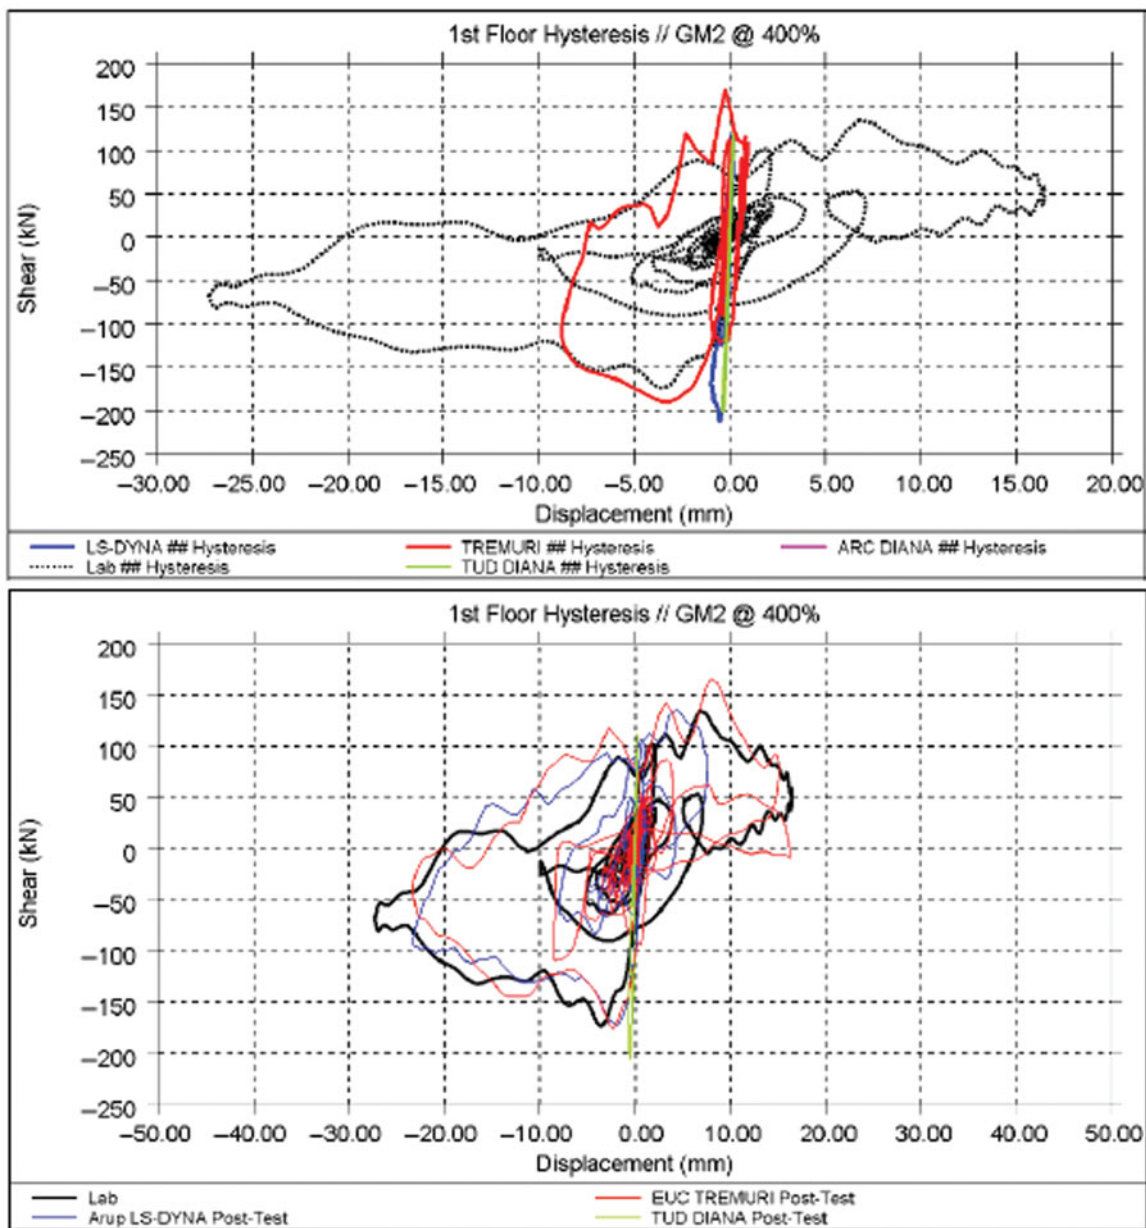 1st Floor Hysteresis // GM2 @ 400%
200
150
100
50
0
–50
–100
–150
–200
–250
Shear (kN)
–30.00 –25.00 –20.00 –15.00 –10.00 –5.00 0.00 5.00 10.00 15.00 20.00
Displacement (mm)
LS-DYNA ## Hysteresis TREMURI ## Hysteresis ARC DIANA ## Hysteresis
Lab ## Hysteresis TUD DIANA ## Hysteresis
1st Floor Hysteresis // GM2 @ 400%
200
150
100
50
0
–50
–100
–150
–200
–250
Shear (kN)
–50.00 –40.00 –30.00 –20.00 –10.00 0.00 10.00 20.00 30.00 40.00 50.00
Displacement (mm)
Lab EUC TREMURI Post-Test
Arup LS-DYNA Post-Test TUD DIANA Post-Test